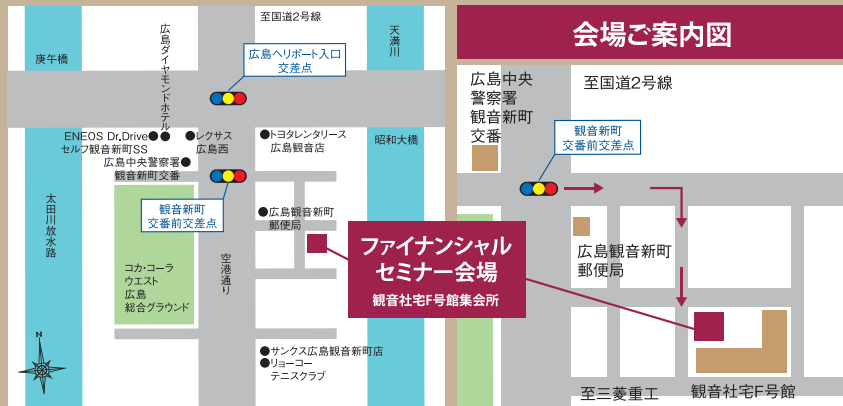 至国道2号線
天満川
広島ダイヤモンドホテル
庚午橋
広島ヘリポート入口
交差点
ENEOS Dr.Drive
セルフ観音新町SS
レクサス
広島西
トヨタレンタリース
広島観音店
昭和大橋
広島中央警察署
観音新町交番
太田川放水路
観音新町
交番前交差点
広島観音新町
郵便局
空港通り
コカ・コーラ
ウエスト
広島
総合グラウンド
サンクス広島観音新町店
リョーコー
テニスクラブ
N
ファイナンシャル
セミナー会場
観音社宅F号館集会所
会場ご案内図
広島中央
警察署
観音新町
交番
至国道2号線
観音新町
交番前交差点
広島観音新町
郵便局
至三菱重工
観音社宅F号館